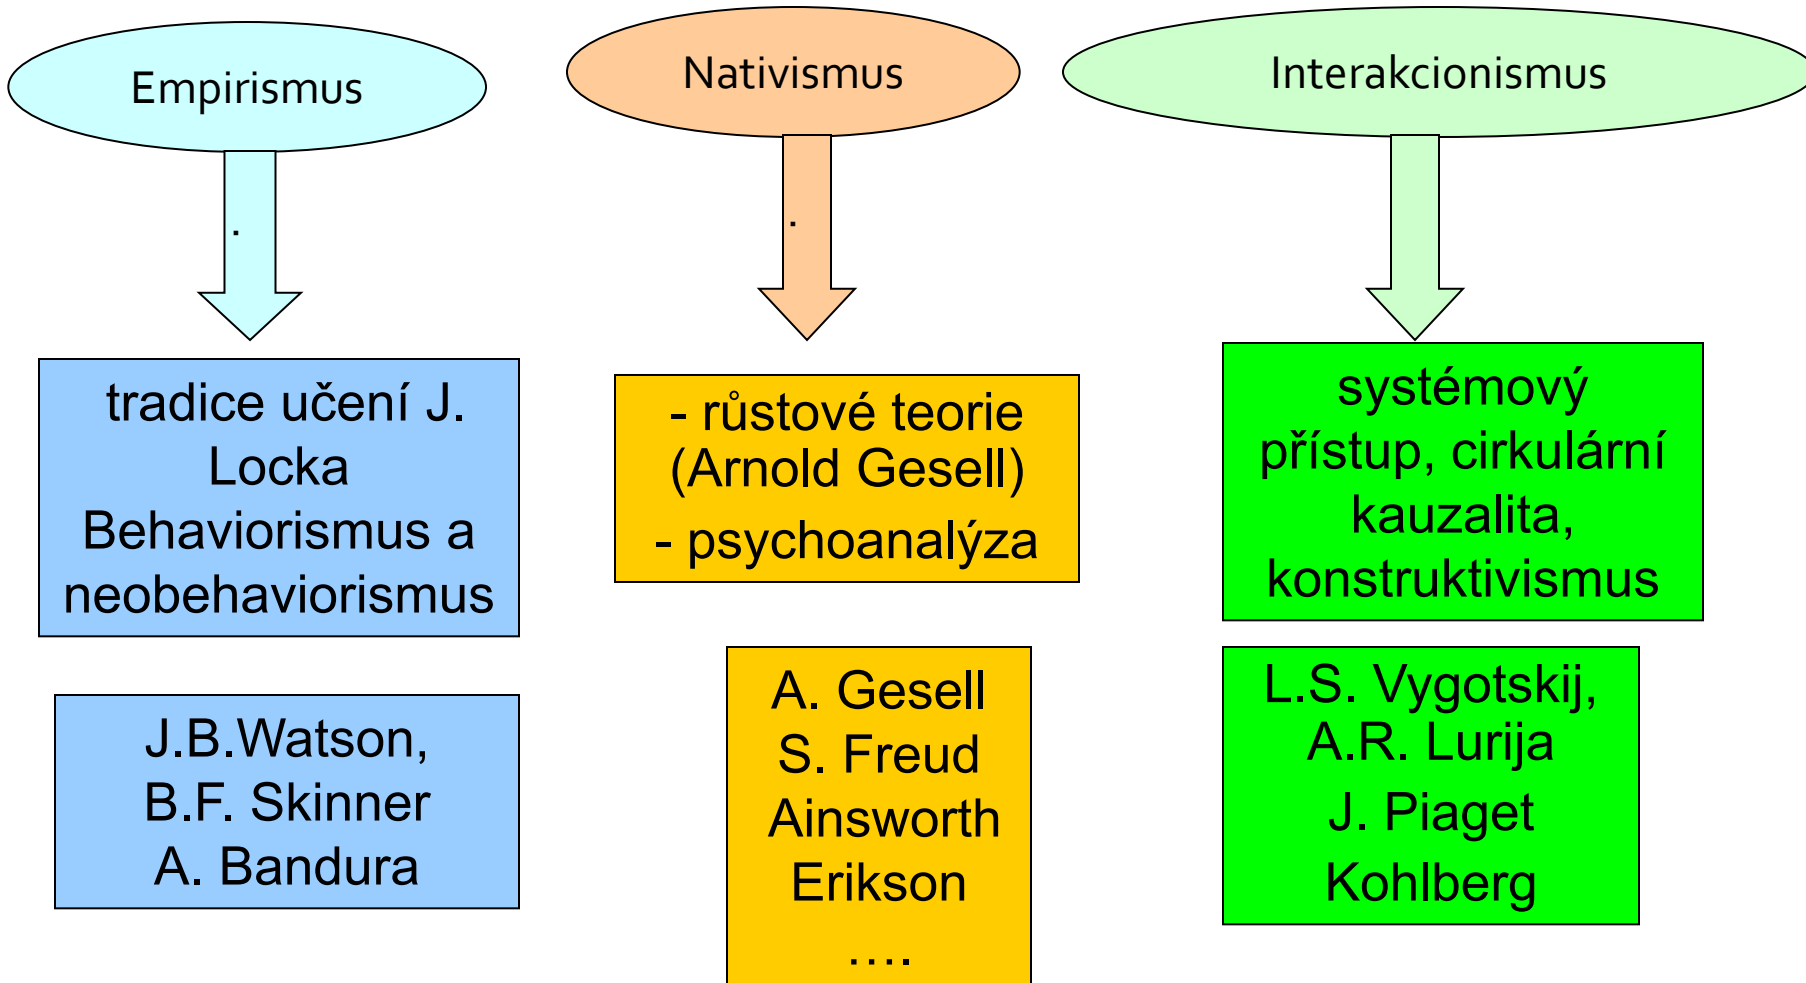 Empirismus
.
tradice učení J.
Locka
Behaviorismus a
neobehaviorismus
J.B.Watson,
B.F. Skinner
A. Bandura
Nativismus
.
- růstové teorie
(Arnold Gesell)
- psychoanalýza
A. Gesell
S. Freud
Ainsworth
Erikson
….
Interakcionismus
systémový
přístup, cirkulární
kauzalita,
konstruktivismus
L.S. Vygotskij,
A.R. Lurija
J. Piaget
Kohlberg